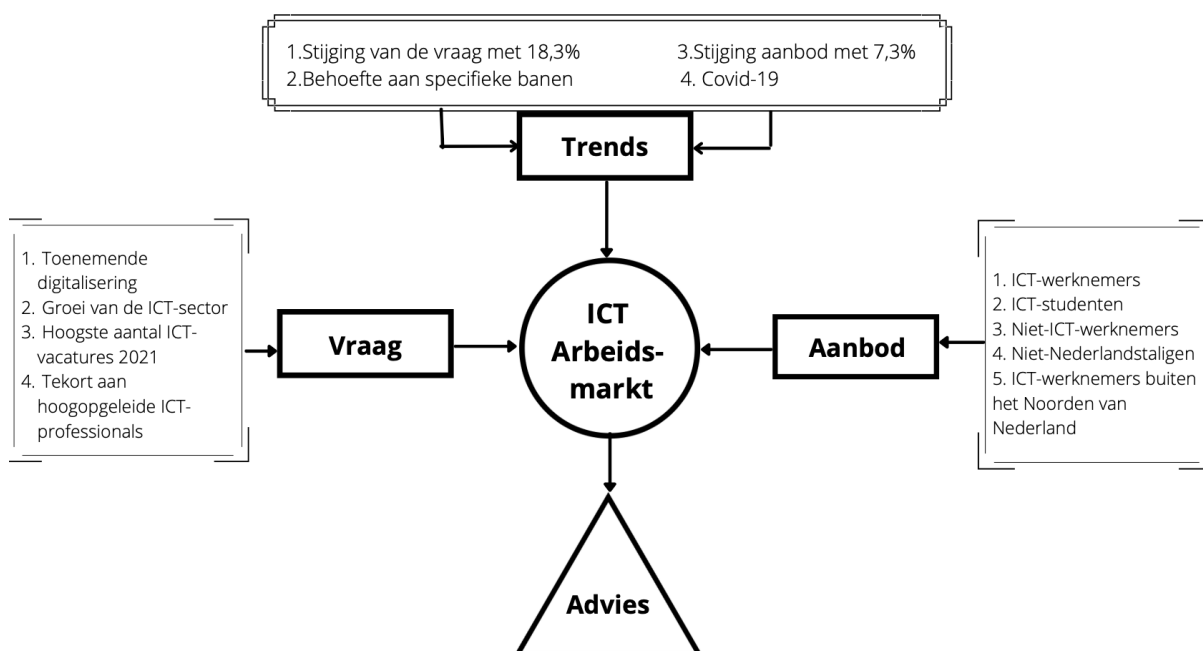 1.Stijging van de vraag met 18,3%
2.Behoefte aan specifieke banen
3.Stijging aanbod met 7,3%
4. Covid-19
Trends
1. Toenemende
digitalisering
2. Groei van de ICT-sector
3. Hoogste aantal ICT-
vacatures 2021
4. Tekort aan
hoogopgeleide ICT-
professionals
Vraag
ICT
Arbeids-
markt
Aanbod
1. ICT-werknemers
2. ICT-studenten
3. Niet-ICT-werknemers
4. Niet-Nederlandstaligen
5. ICT-werknemers buiten
het Noorden van
Nederland
Advies